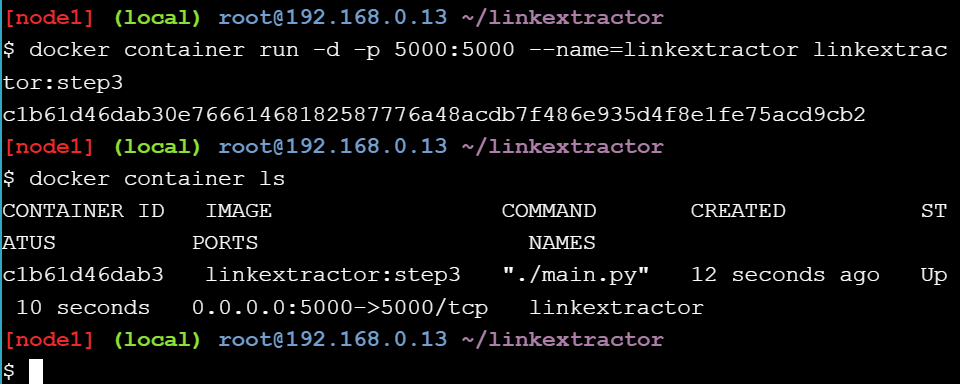 [node1] (local) root@192.168.0.13 ~/linkextractor
$ docker container run -d -p 5000:5000 --name=linkextractor linkextrac
tor:step3
c1b61d46dab30e76661468182587776a48acdb7f486e935d4f8e1fe75acd9cb2
[node1] (local) root@192.168.0.13 ~/linkextractor
$ docker container ls
CONTAINER ID   IMAGE                 COMMAND       CREATED          ST
ATUS          PORTS                    NAMES
c1b61d46dab3   linkextractor:step3   "./main.py"   12 seconds ago   Up
 10 seconds   0.0.0.0:5000->5000/tcp   linkextractor
[node1] (local) root@192.168.0.13 ~/linkextractor
$